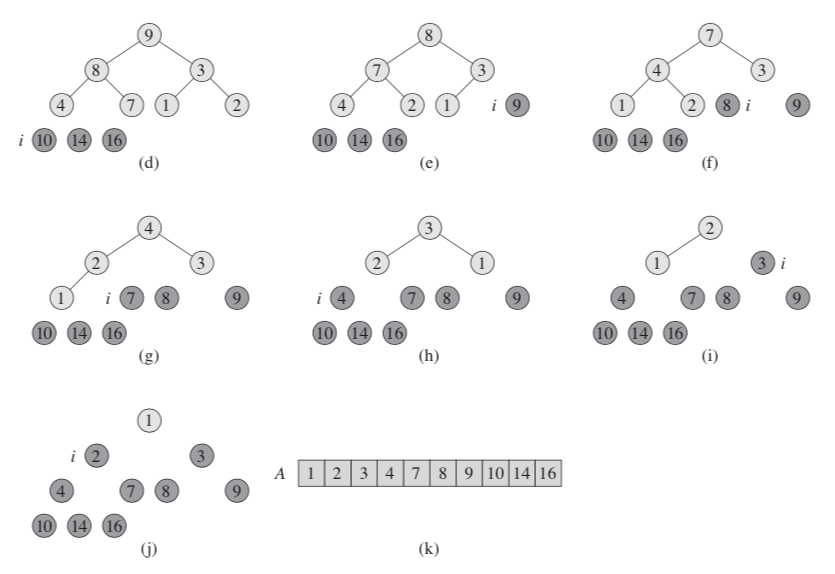 9 8 7
8 3 7 3 4 3
4 7 1 2 4 2 1 i 9 1 2 8 i 9
i 10 14 16 10 14 16 10 14 16
(d) (e) (f)
4 3 2
2 3 2 1 1 3 i
1 i 7 8 9 i 4 7 8 9 4 7 8 9
10 14 16 10 14 16 10 14 16
(g) (h) (i)
1
i 2 3
A 1 2 3 4 7 8 9 10 14 16
4 7 8 9
10 14 16
(j) (k)